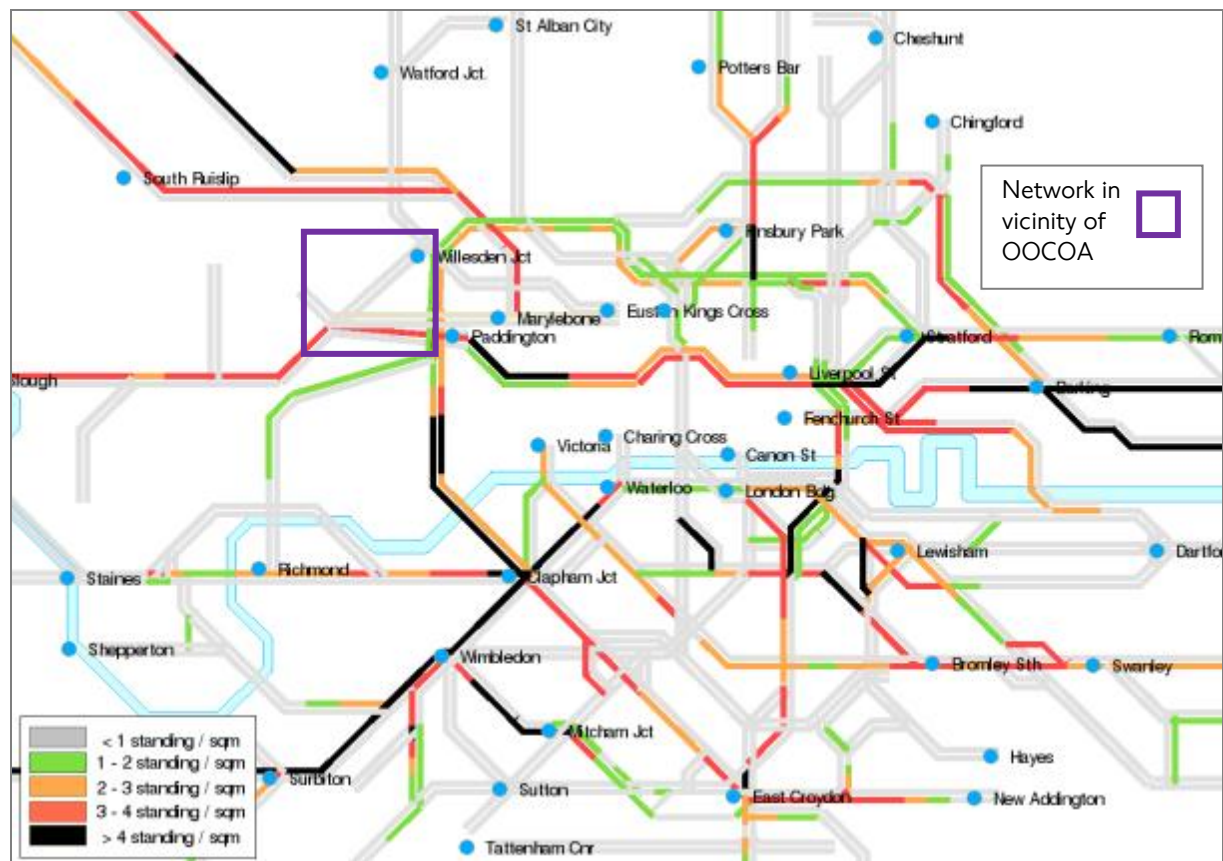 St Alban City
Cheshunt
Watford Jct.
Potters Bar
Chingford
South Ruislip
Network in
vicinity of
OOCOA
Finsbury Park
Willesden Jct
Marylebone
Kings Cross
Paddington
Stratford
Rom
Slough
Liverpool St
Barking
Fenchurch St
Charing Cross
Victoria
Canon St
Waterloo
London Bdg
Lewisham
Dartfo
Richmond
Staines
Clapham Jct
Shepperton
Wimbledon
Bromley Sth
Swanley
Mitcham Jct
< 1 standing / sqm
1 - 2 standing / sqm
2 - 3 standing / sqm
3 - 4 standing / sqm
> 4 standing / sqm
Surbiton
Hayes
Sutton
East Croydon
New Addington
Tattenham Cnr